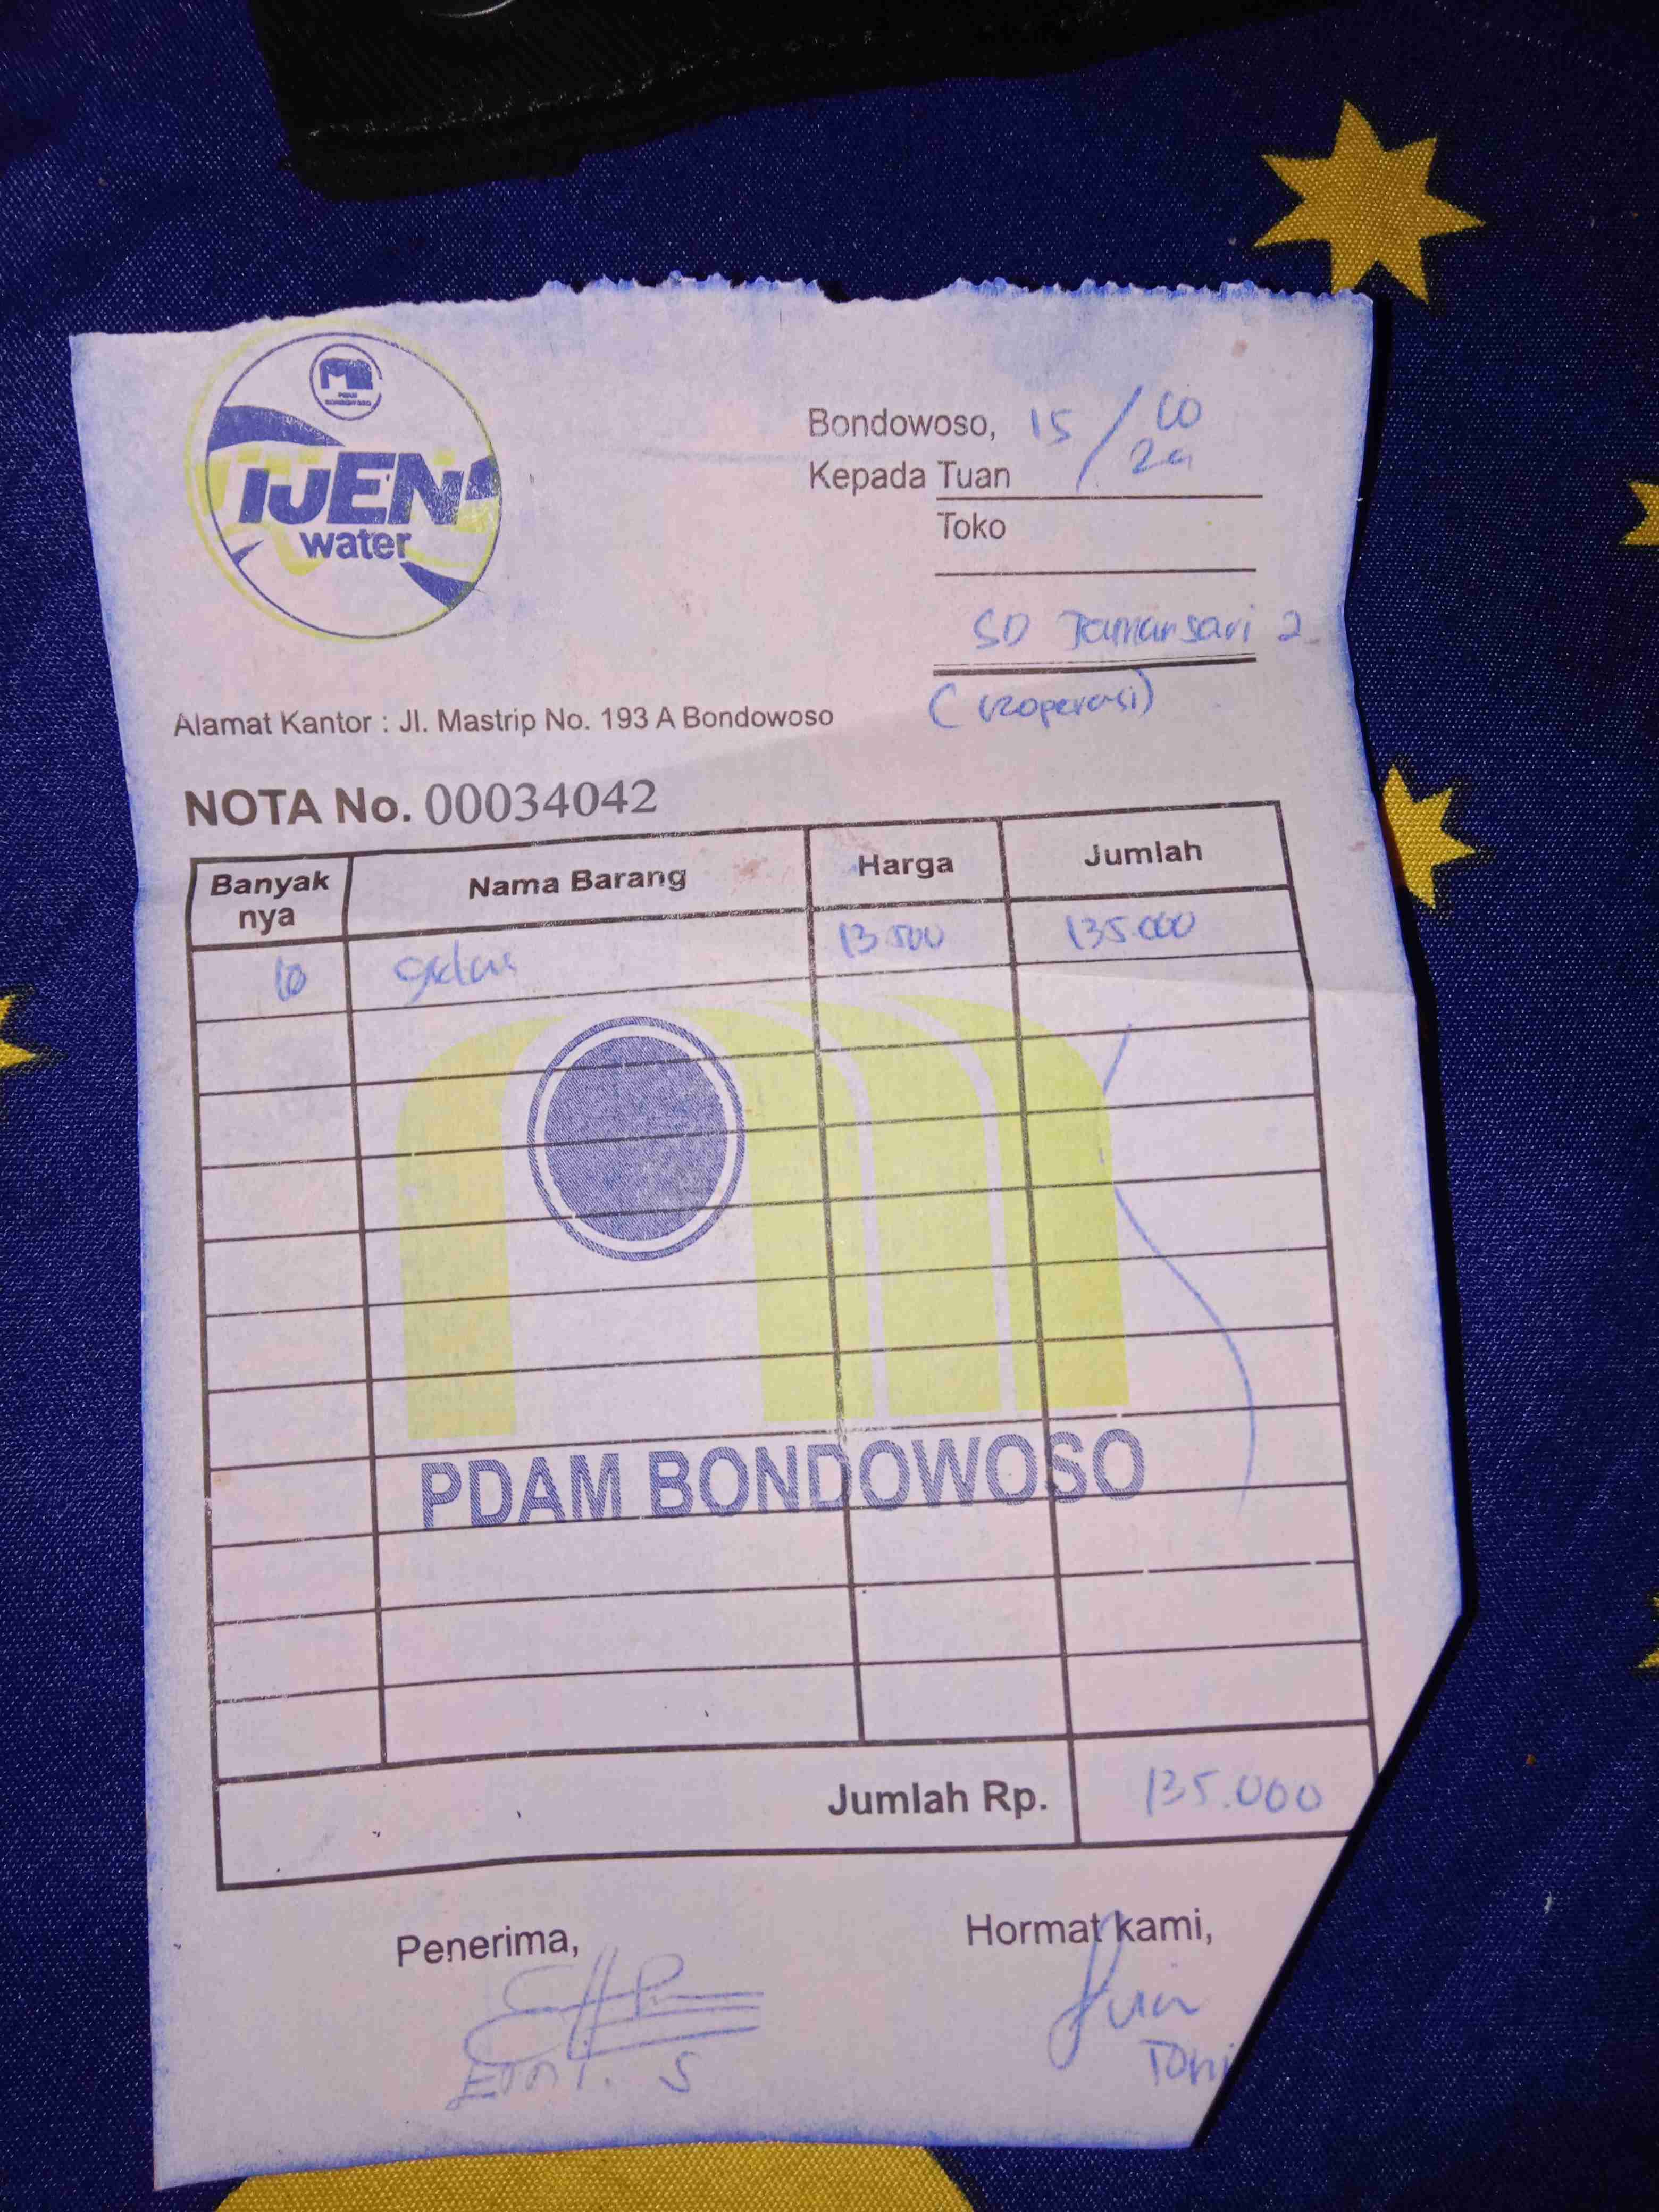 PDAM
BONDOWOSO
IJEN
water
Bondowoso, 15/10
24
Kepada Tuan
Toko
SD Tamansari 2
(Koperasi)
Alamat Kantor : Jl. Mastrip No. 193 A Bondowoso
NOTA No. 00034042
Banyak nya Nama Barang Harga Jumlah
10 galon 13.500 135.000
PDAM BONDOWOSO
Jumlah Rp. 135.000
Penerima, Hormat kami,
Toni